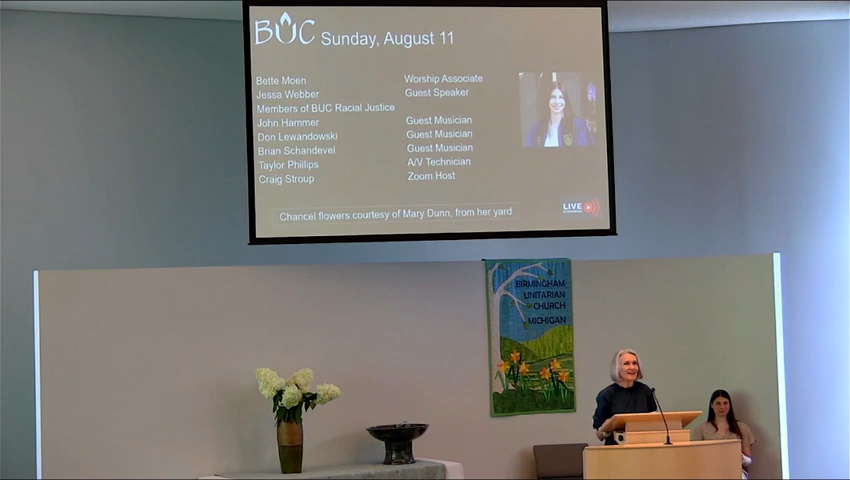 BUC Sunday, August 11
Bette Moen Worship Associate
Jessa Webber Guest Speaker
Members of BUC Racial Justice
John Hammer Guest Musician
Don Lewandowski Guest Musician
Brian Schandevel Guest Musician
Taylor Phillips A/V Technician
Craig Stroup Zoom Host
Chancel flowers courtesy of Mary Dunn, from her yard
LIVE
BIRMINGHAM
UNITARIAN
CHURCH
MICHIGAN